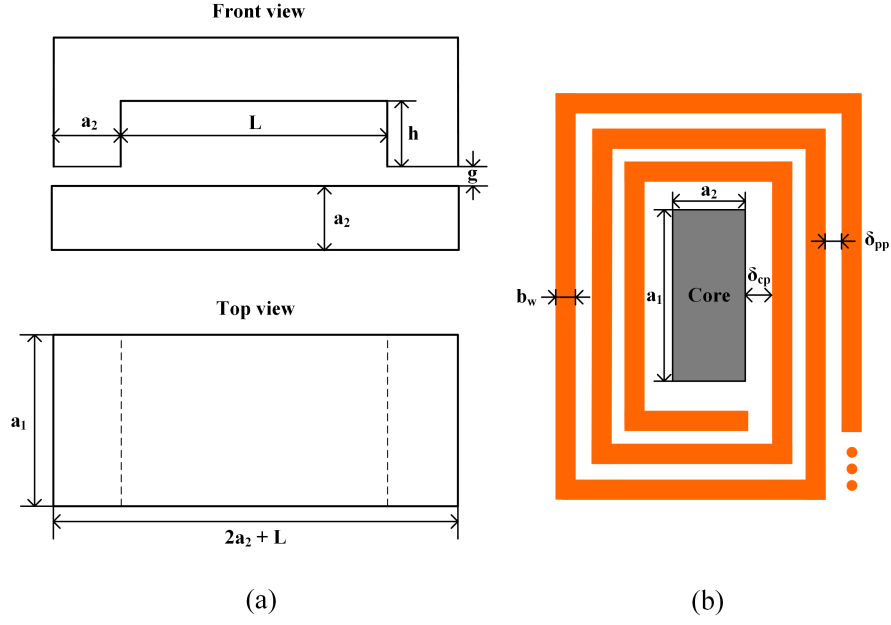 Front view
a₂
L
h
g
a₂
Top view
a₁
2a₂ + L
(a)
a₂
δpp
δcp
bw
a₁
Core
(b)